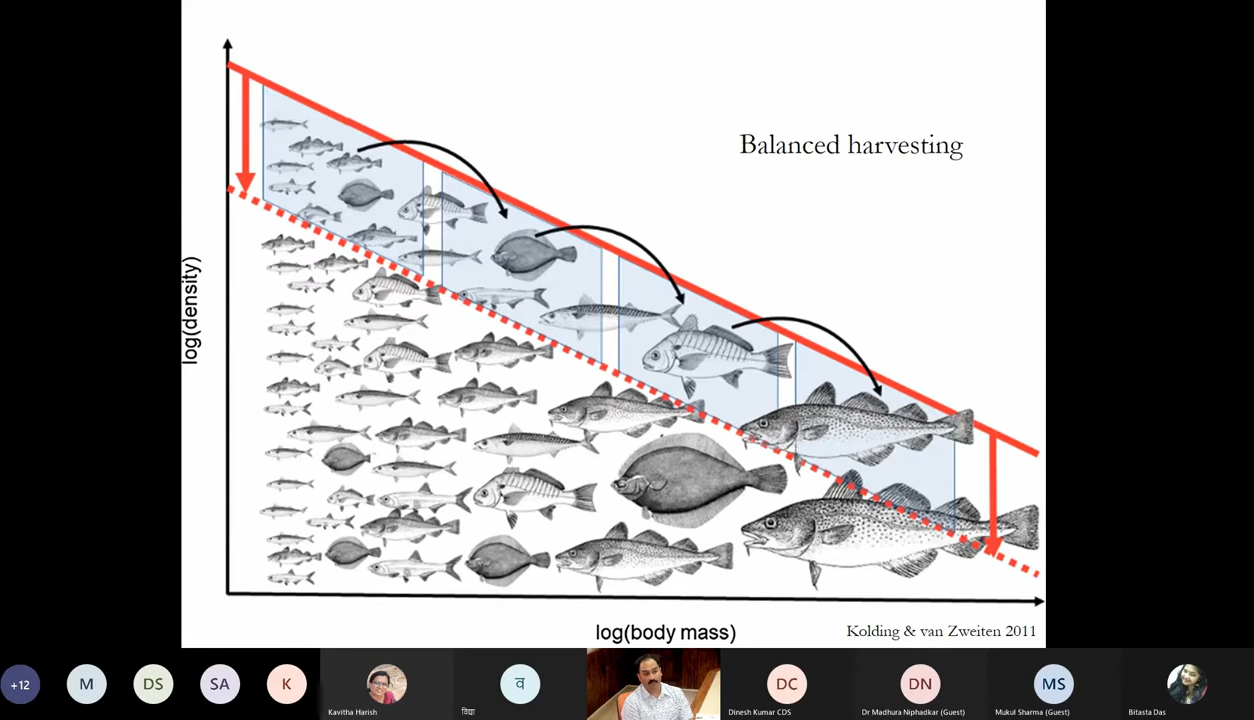 Balanced harvesting
log(density)
log(body mass)
Kolding & van Zweiten 2011
+12
M
DS
SA
K
Kavitha Harish
व
विद्या
DC
Dinesh Kumar CDS
DN
Dr Madhura Niphadkar (Guest)
MS
Mukul Sharma (Guest)
Bitasta Das